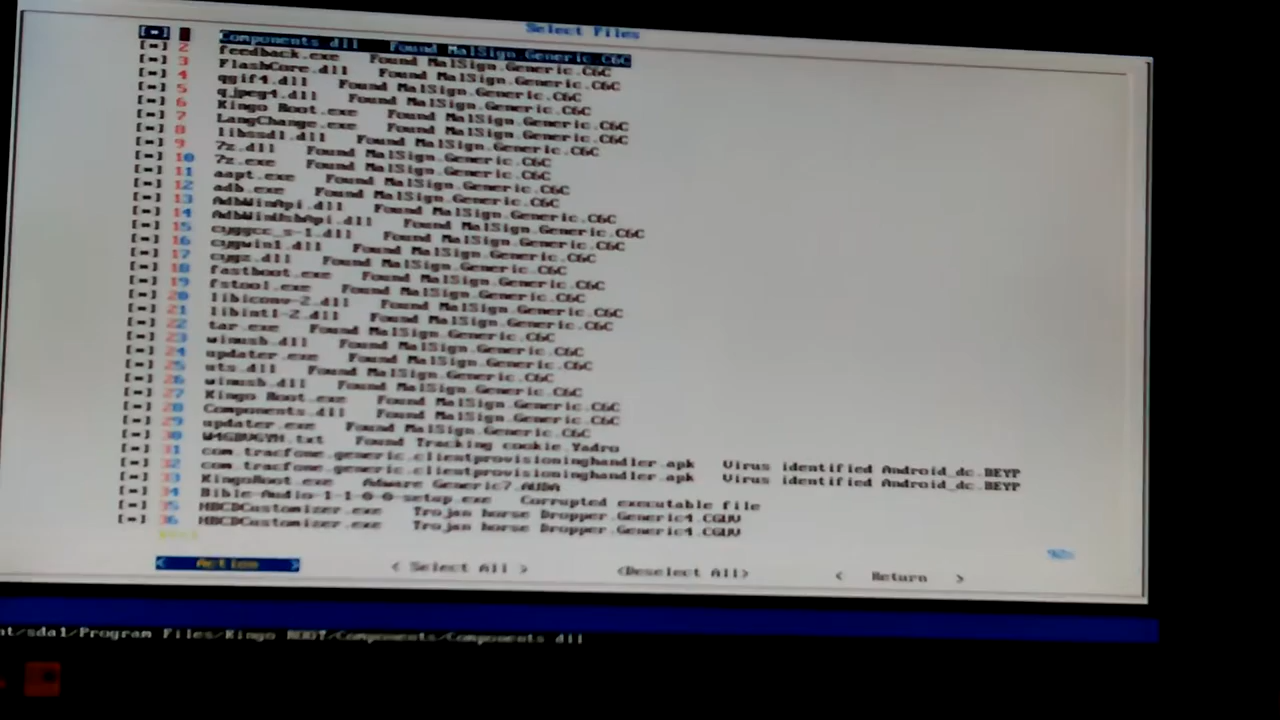 Select Files
[-] 1 Components.dll Found MalSign.Generic.C6C
[-] 2 feedback.exe Found MalSign.Generic.C6C
[-] 3 FlashCore.dll Found MalSign.Generic.C6C
[-] 4 qgif4.dll Found MalSign.Generic.C6C
[-] 5 qjpeg4.dll Found MalSign.Generic.C6C
[-] 6 Kingo Root.exe Found MalSign.Generic.C6C
[-] 7 LangChange.exe Found MalSign.Generic.C6C
[-] 8 libssd1.dll Found MalSign.Generic.C6C
[-] 9 7z.dll Found MalSign.Generic.C6C
[-] 10 7z.exe Found MalSign.Generic.C6C
[-] 11 aapt.exe Found MalSign.Generic.C6C
[-] 12 adb.exe Found MalSign.Generic.C6C
[-] 13 AdbWinApi.dll Found MalSign.Generic.C6C
[-] 14 AdbWinUsbApi.dll Found MalSign.Generic.C6C
[-] 15 cyggcc_s-1.dll Found MalSign.Generic.C6C
[-] 16 cygwin1.dll Found MalSign.Generic.C6C
[-] 17 cygz.dll Found MalSign.Generic.C6C
[-] 18 fastboot.exe Found MalSign.Generic.C6C
[-] 19 fstool.exe Found MalSign.Generic.C6C
[-] 20 libiconv-2.dll Found MalSign.Generic.C6C
[-] 21 libintl-2.dll Found MalSign.Generic.C6C
[-] 22 tar.exe Found MalSign.Generic.C6C
[-] 23 winusb.dll Found MalSign.Generic.C6C
[-] 24 updater.exe Found MalSign.Generic.C6C
[-] 25 uts.dll Found MalSign.Generic.C6C
[-] 26 winusb.dll Found MalSign.Generic.C6C
[-] 27 Kingo Root.exe Found MalSign.Generic.C6C
[-] 28 Components.dll Found MalSign.Generic.C6C
[-] 29 updater.exe Found MalSign.Generic.C6C
[-] 30 Found Tracking cookie.Yadro
[-] 31 com.tracfone.generic.clientprovisioninghandler.apk Virus identified Android_dc.BEYP
[-] 32 com.tracfone.generic.clientprovisioninghandler.apk Virus identified Android_dc.BEYP
[-] 33 KingoRoot.exe Adware Generic7.AUDA
[-] 34 Bible-Audio-1-1-0-0-setup.exe Corrupted executable file
[-] 35 HBCDCustomizer.exe Trojan horse Dropper.Generic4.CGUV
[-] 36 HBCDCustomizer.exe Trojan horse Dropper.Generic4.CGUV
< Action > < Select All > <Deselect All> < Return >
nt/sda1/Program Files/Kingo ROOT/Components/Components.dll